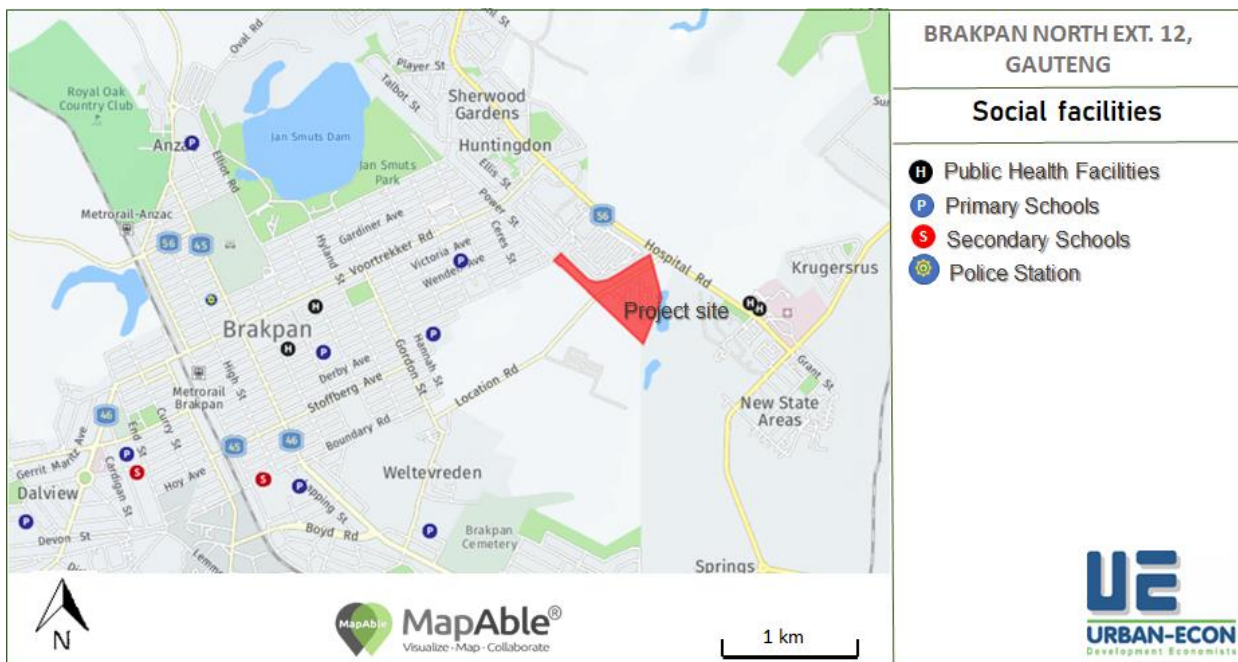 BRAKPAN NORTH EXT. 12,
GAUTENG
Social facilities
H Public Health Facilities
P Primary Schools
S Secondary Schools
Police Station
Oval Rd
Player St
Talbot St
Royal Oak
Country Club
Sherwood
Gardens
Jan Smuts Dam
Anzac
P
Elliot Rd
Huntingdon
Jan Smuts
Park
Ellis St
Power St
Metrorail-Anzac
56
45
56
Gardiner Ave
Ceres St
Hyland St
Voortrekker Rd
Victoria Ave
P
Wenden Ave
Hospital Rd
Krugersrus
Project site
H
H
H
Brakpan
H
P
P
Derby Ave
Hannah St
Gordon St
High St
Stoffberg Ave
Location Rd
Grant St
Metrorail
Brakpan
New State
Areas
46
Curry St
End St
45
46
Boundary Rd
Gerrit Maritz Ave
P
S
Cardigan St
Hoy Ave
S
P
Weltevreden
Dalview
P
Devon St
Boyd Rd
P
Brakpan
Cemetery
Springs
N
MapAble
MapAble®
Visualize - Map - Collaborate
1 km
UE
URBAN-ECON
Development Economists